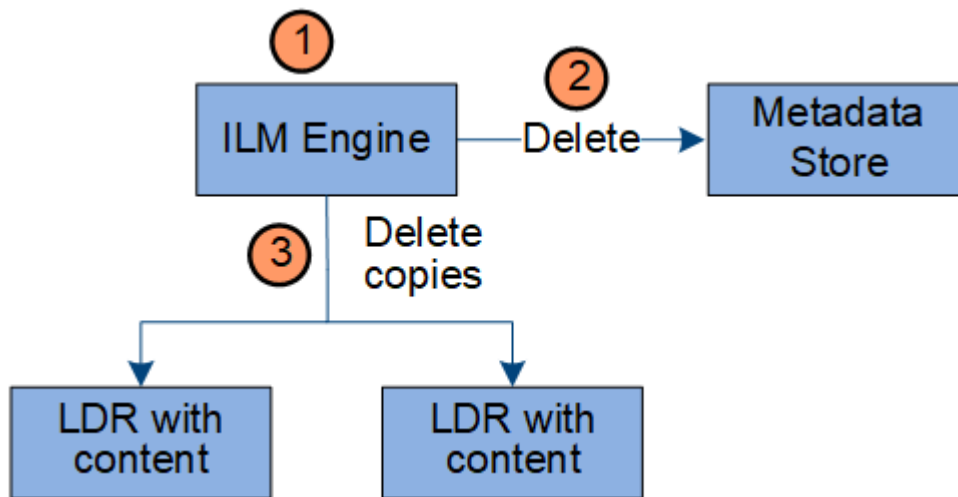 1
2
ILM Engine
Delete
Metadata
Store
3
Delete
copies
LDR with
content
LDR with
content